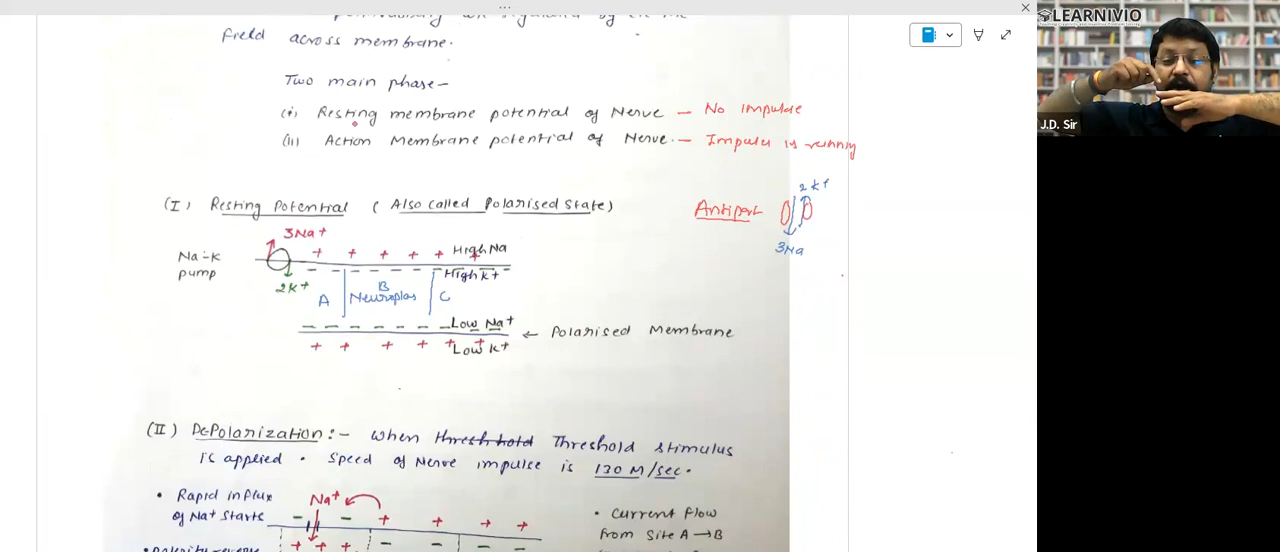 Field across membrane.
Two main phase-
(i) Resting membrane potential of Nerve - No impulse
(ii) Action Membrane potential of Nerve. - Impulse is running
(I) Resting Potential ( Also called Polarised State)
Antiport
2K+
3Na
3Na+
Na-K
pump
2K+
+ + + + + High Na
High K+
A
B
Neuroplas
C
Low Na+
Low K+
← Polarised Membrane
(II) DePolarization:- When threshhold Threshold stimulus
is applied. Speed of Nerve impulse is 130 M/sec.
• Rapid influx
of Na+ Starts
Na+
• Current Flow
From Site A → B
LEARNIVIO
J.D. Sir